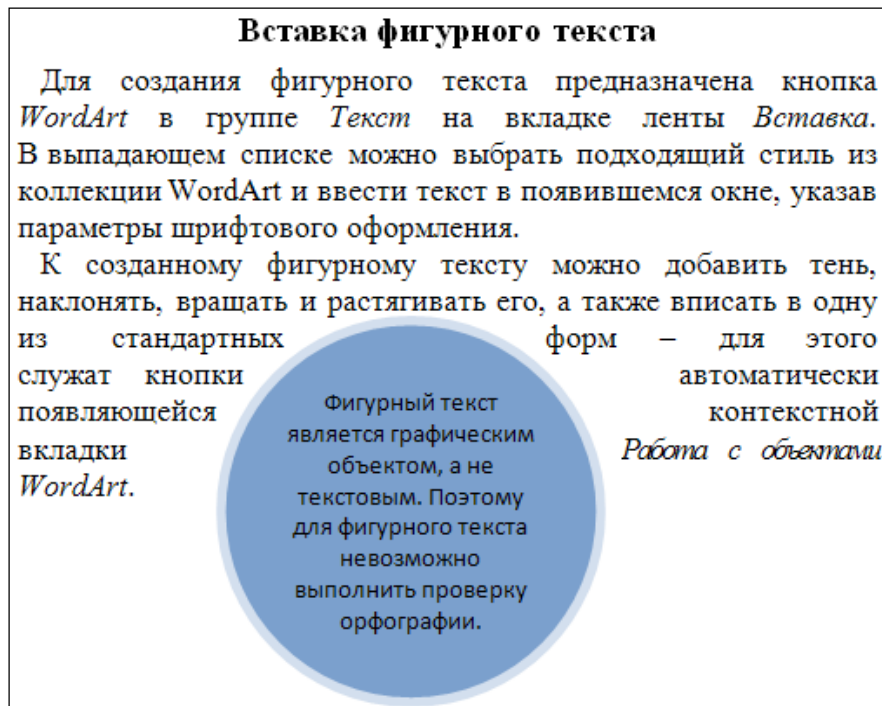 Вставка фигурного текста
Для создания фигурного текста предназначена кнопка
WordArt в группе Текст на вкладке ленты Вставка.
В выпадающем списке можно выбрать подходящий стиль из
коллекции WordArt и ввести текст в появившемся окне, указав
параметры шрифтового оформления.
К созданному фигурному тексту можно добавить тень,
наклонять, вращать и растягивать его, а также вписать в одну
из стандартных форм – для этого
служат кнопки автоматически
появляющейся контекстной
вкладки Работа с объектами
WordArt.
Фигурный текст
является графическим
объектом, а не
текстовым. Поэтому
для фигурного текста
невозможно
выполнить проверку
орфографии.